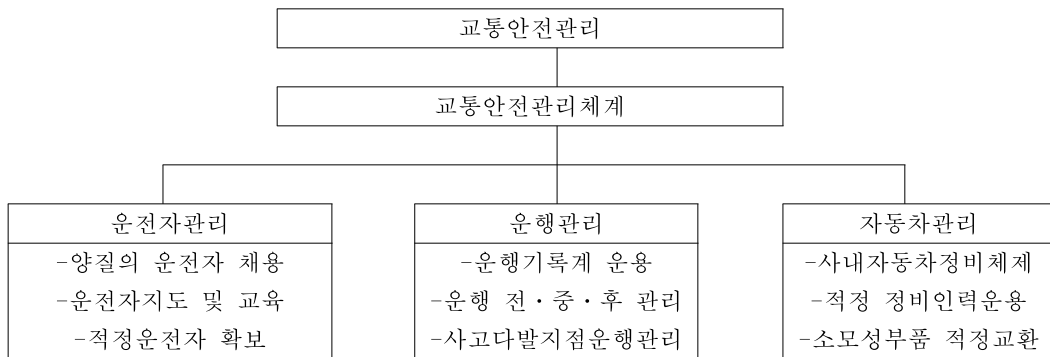 교통안전관리
교통안전관리체계
운전자관리
-양질의 운전자 채용
-운전자지도 및 교육
-적정운전자 확보
운행관리
-운행기록계 운용
-운행 전·중·후 관리
-사고다발지점운행관리
자동차관리
-사내자동차정비체제
-적정 정비인력운용
-소모성부품 적정교환